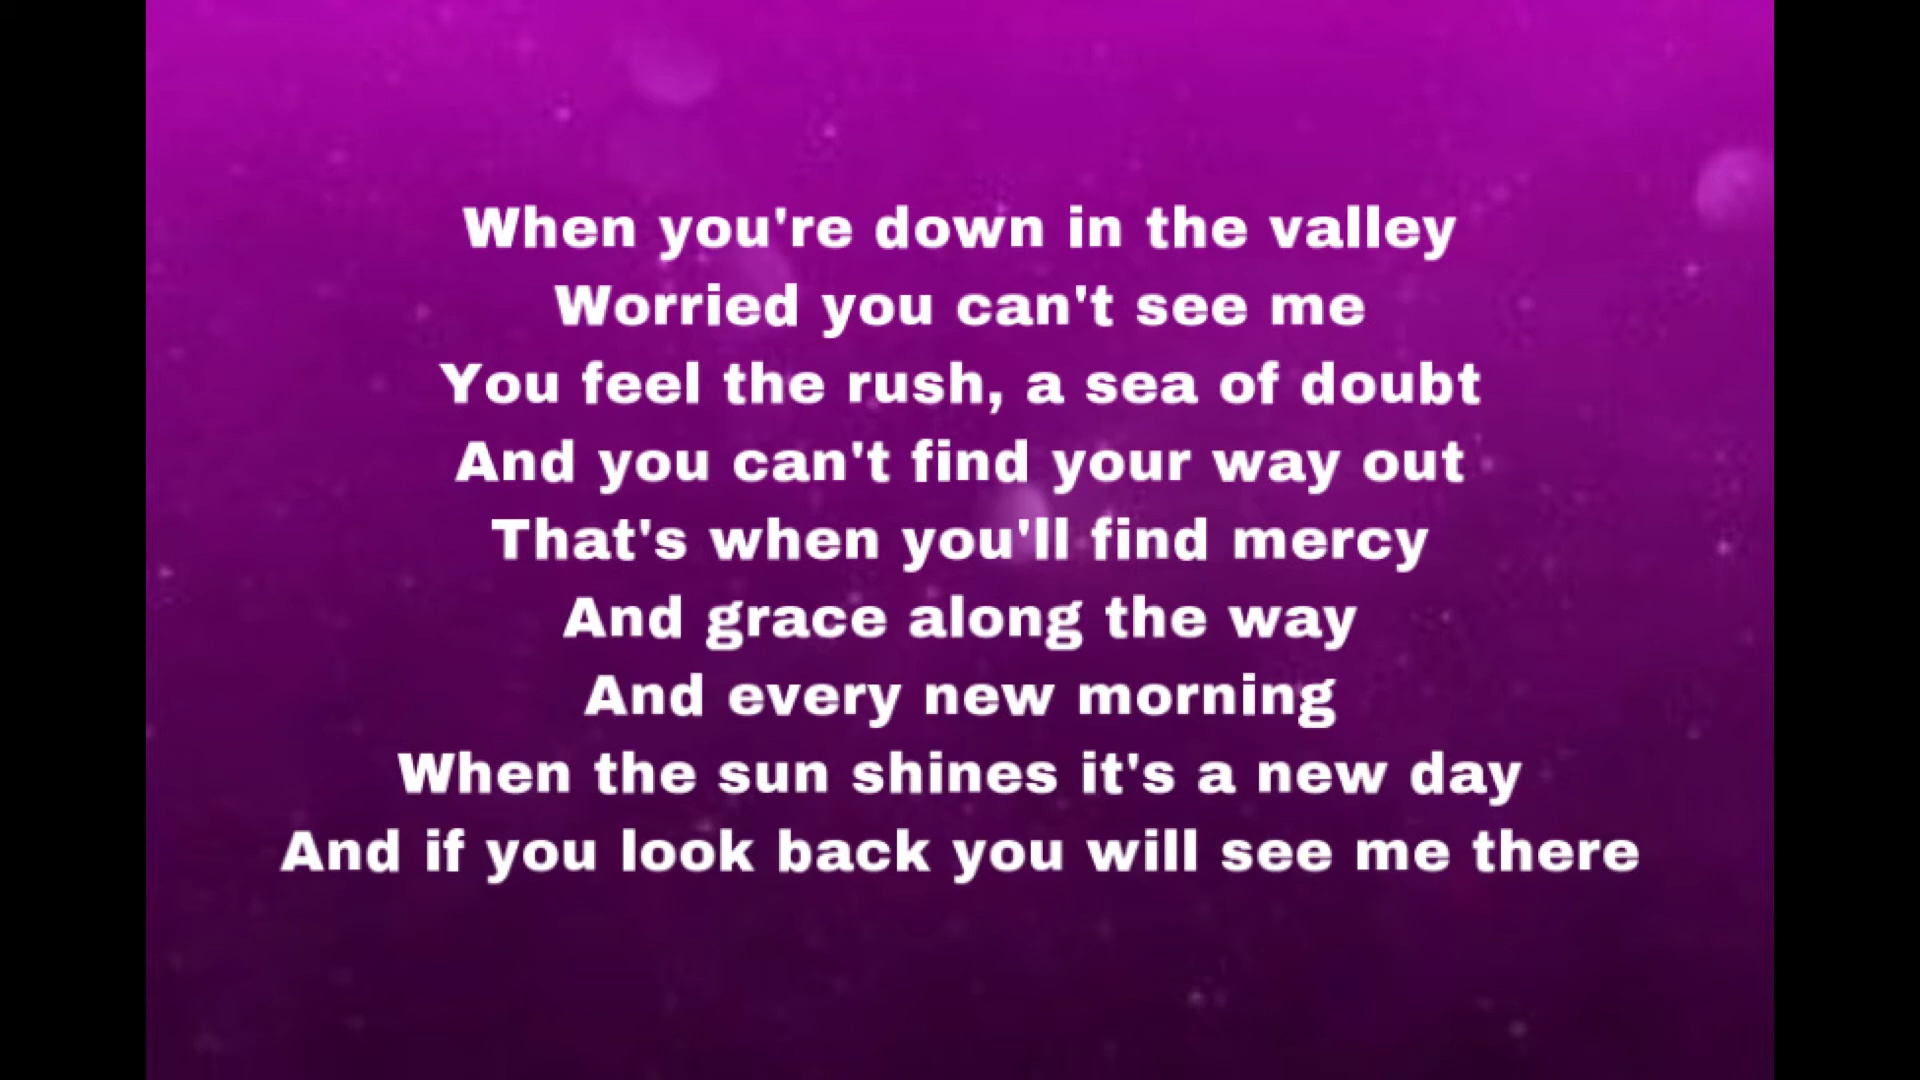 When you're down in the valley
Worried you can't see me
You feel the rush, a sea of doubt
And you can't find your way out
That's when you'll find mercy
And grace along the way
And every new morning
When the sun shines it's a new day
And if you look back you will see me there